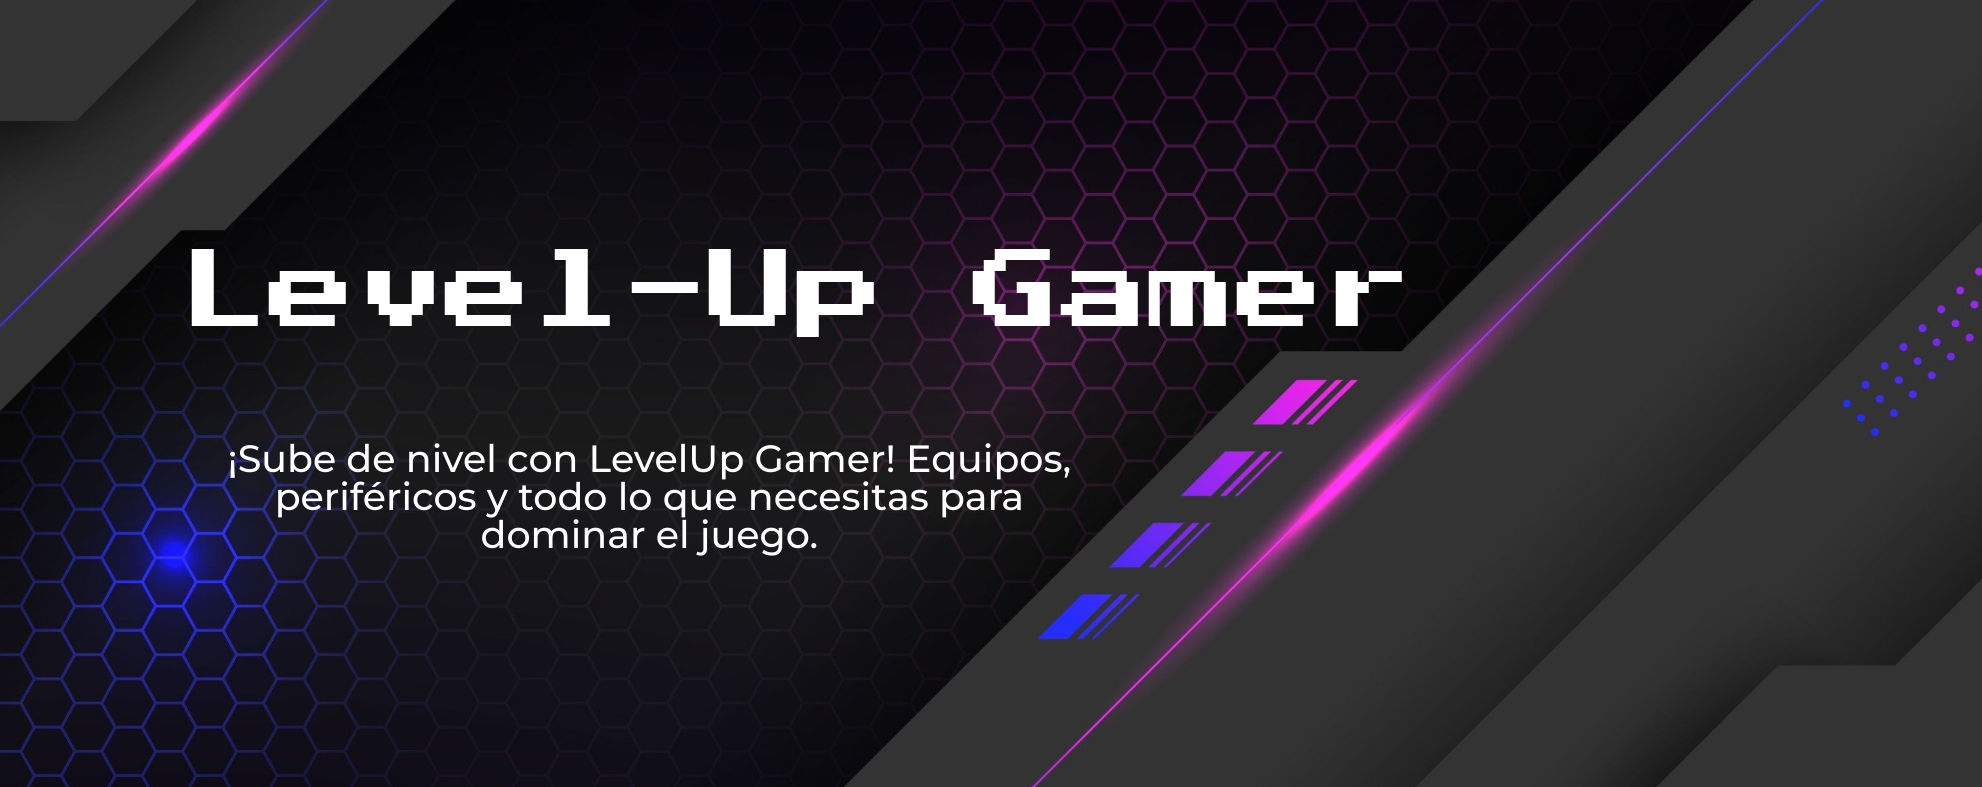 Level-Up Gamer
¡Sube de nivel con LevelUp Gamer! Equipos,
periféricos y todo lo que necesitas para
dominar el juego.